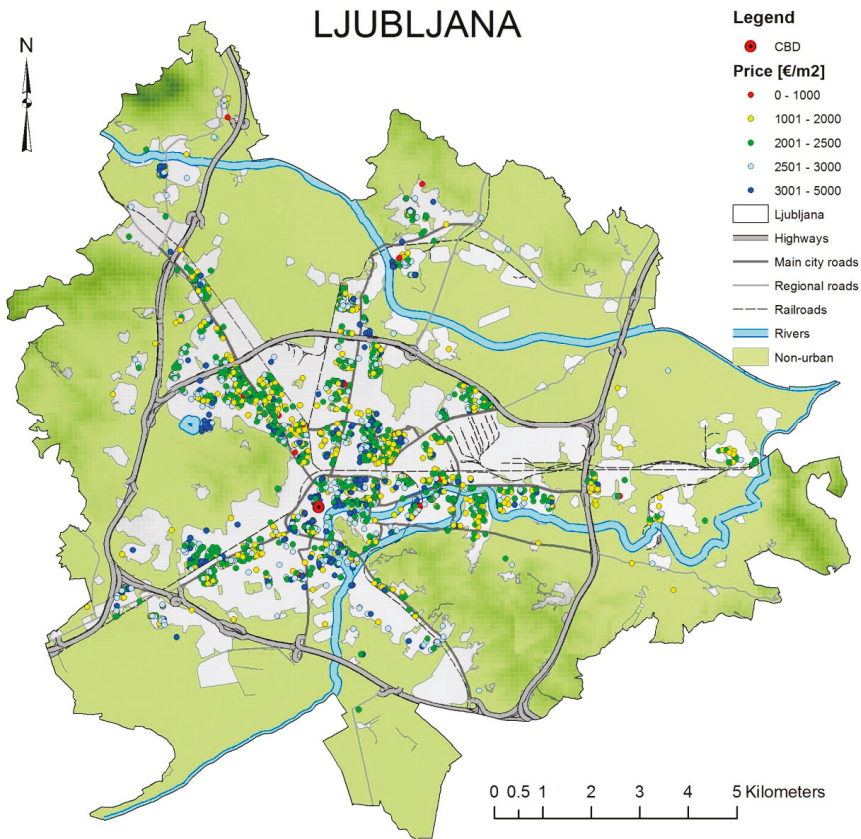 LJUBLJANA
N
Legend
CBD
Price [€/m2]
0 - 1000
1001 - 2000
2001 - 2500
2501 - 3000
3001 - 5000
Ljubljana
Highways
Main city roads
Regional roads
Railroads
Rivers
Non-urban
0 0.5 1 2 3 4 5 Kilometers